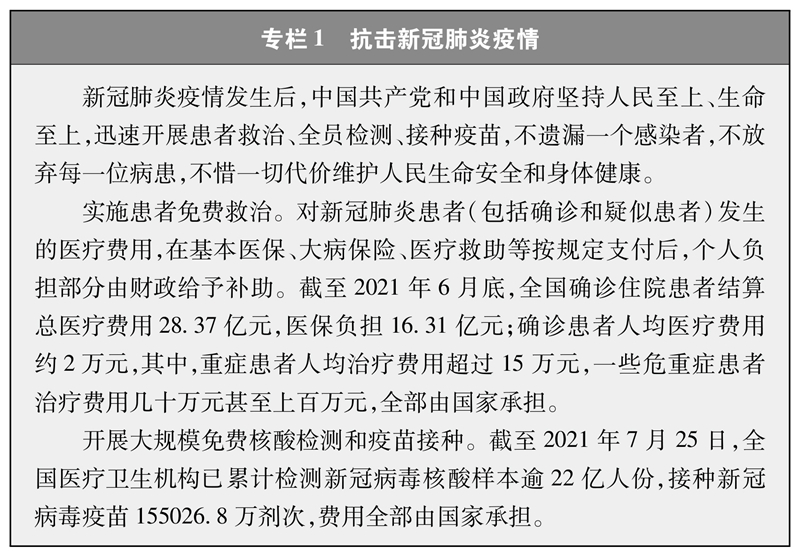 专栏1 抗击新冠肺炎疫情
新冠肺炎疫情发生后,中国共产党和中国政府坚持人民至上、生命
至上,迅速开展患者救治、全员检测、接种疫苗,不遗漏一个感染者,不放
弃每一位病患,不惜一切代价维护人民生命安全和身体健康。
实施患者免费救治。对新冠肺炎患者(包括确诊和疑似患者)发生
的医疗费用,在基本医保、大病保险、医疗救助等按规定支付后,个人负
担部分由财政给予补助。截至2021年6月底,全国确诊住院患者结算
总医疗费用28.37亿元,医保负担16.31亿元;确诊患者人均医疗费用
约2万元,其中,重症患者人均治疗费用超过15万元,一些危重症患者
治疗费用几十万元甚至上百万元,全部由国家承担。
开展大规模免费核酸检测和疫苗接种。截至2021年7月25日,全
国医疗卫生机构已累计检测新冠病毒核酸样本逾22亿人份,接种新冠
病毒疫苗155026.8万剂次,费用全部由国家承担。